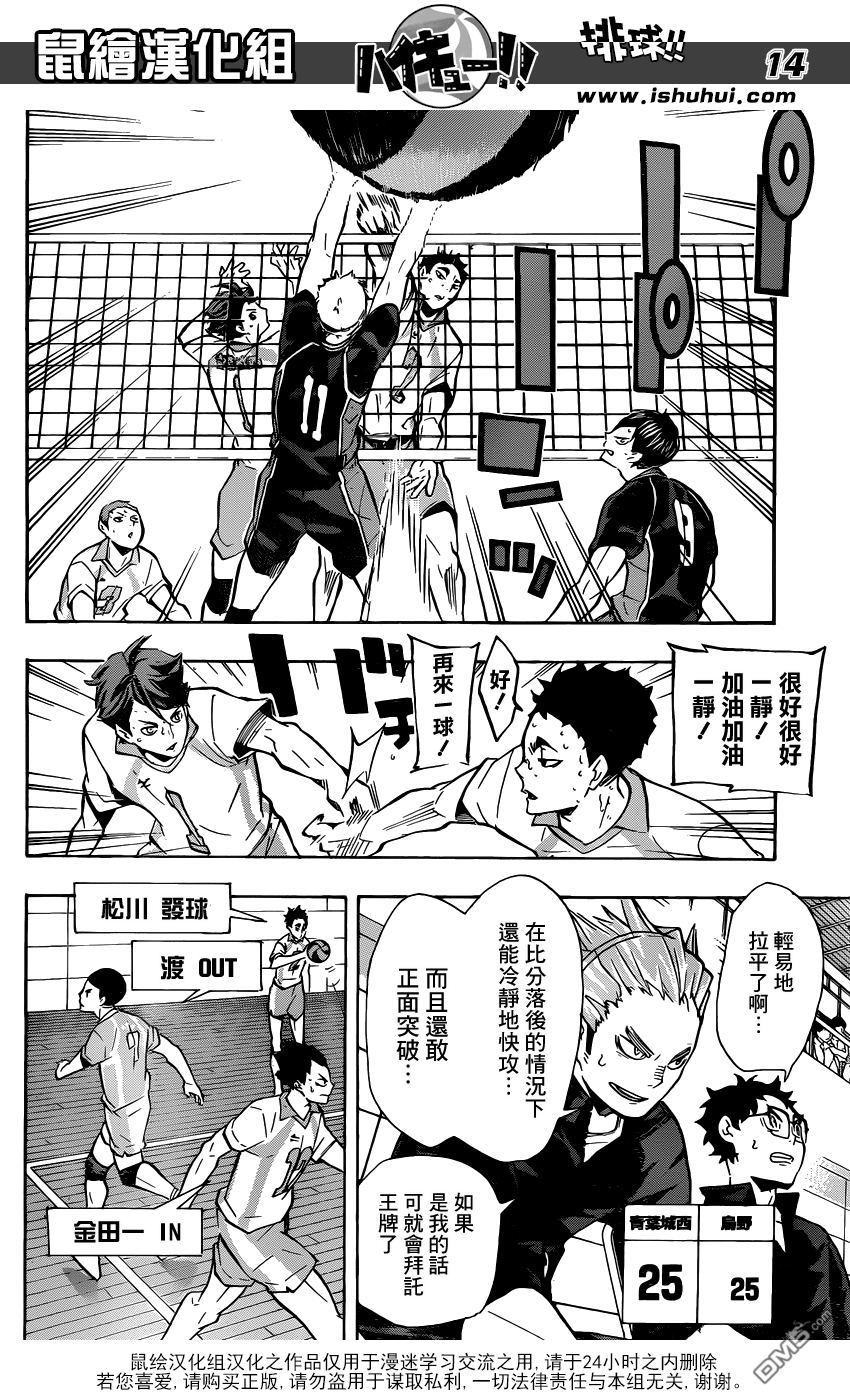 鼠繪漢化組
ハイキュー!!
排球!!
14
www.ishuhui.com
11
9
很好很好
一靜！
加油加油
一靜！
好！
再來一球！
松川 發球
渡 OUT
金田一 IN
12
輕易地
拉平了啊…
在比分落後的情況下
還能冷靜地快攻…
而且還敢
正面突破…
如果
是我的話
可就會拜託
王牌了
青葉城西
烏野
25
25
DM5.com
鼠绘汉化组汉化之作品仅用于漫迷学习交流之用, 请于24小时之内删除
若您喜爱, 请购买正版, 请勿用于谋取私利, 一切法律责任与本组无关, 谢谢.